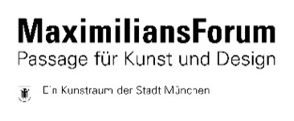 MaximiliansForum
Passage für Kunst und Design
Ein Kunstraum der Stadt München